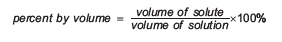 percent by volume = volume of solute / volume of solution ×100%